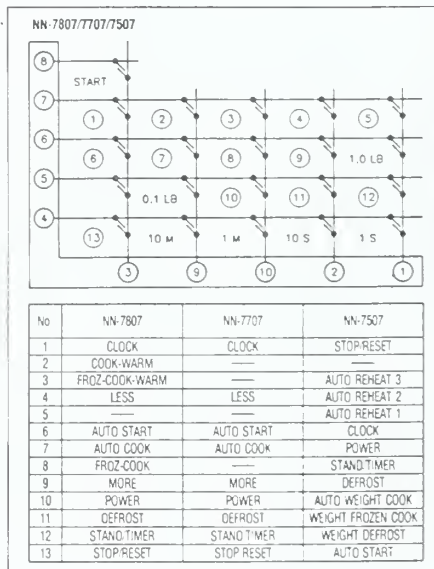 NN-7807/7707/7507
8
START
7
1 2 3 4 5
6
6 7 8 9 1.0 LB
5
0.1 LB 10 11 12
4
13 10 M 1 M 10 S 1 S
3 9 10 2 1
No NN-7807 NN-7707 NN-7507
1 CLOCK CLOCK STOP/RESET
2 COOK-WARM — —
3 FROZ-COOK-WARM — AUTO REHEAT 3
4 LESS LESS AUTO REHEAT 2
5 — — AUTO REHEAT 1
6 AUTO START AUTO START CLOCK
7 AUTO COOK AUTO COOK POWER
8 FROZ-COOK — STAND/TIMER
9 MORE MORE DEFROST
10 POWER POWER AUTO WEIGHT COOK
11 DEFROST DEFROST WEIGHT FROZEN COOK
12 STAND/TIMER STAND/TIMER WEIGHT DEFROST
13 STOP/RESET STOP RESET AUTO START